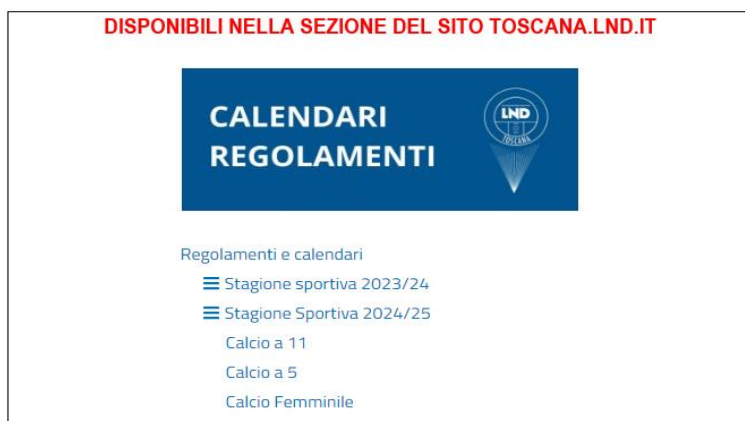 DISPONIBILI NELLA SEZIONE DEL SITO TOSCANA.LND.IT
CALENDARI
REGOLAMENTI
LND
TOSCANA
Regolamenti e calendari
Stagione sportiva 2023/24
Stagione Sportiva 2024/25
Calcio a 11
Calcio a 5
Calcio Femminile